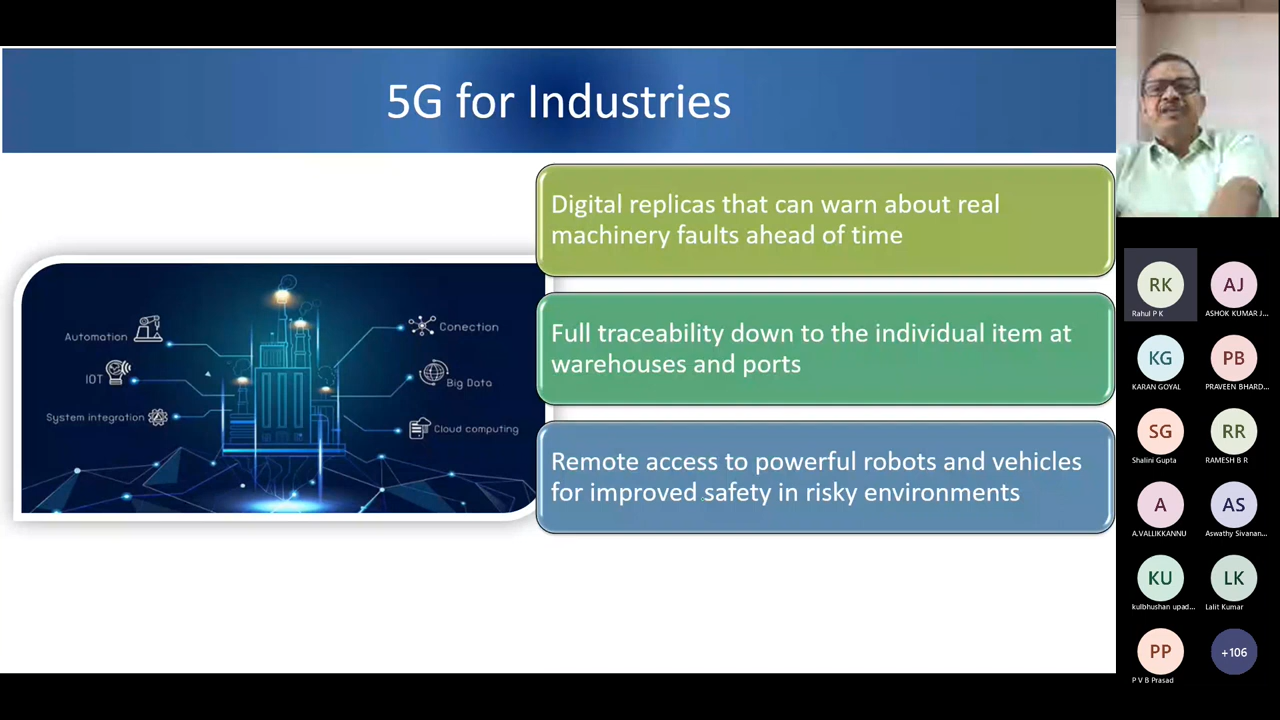 5G for Industries
Digital replicas that can warn about real
machinery faults ahead of time
Full traceability down to the individual item at
warehouses and ports
Remote access to powerful robots and vehicles
for improved safety in risky environments
Automation
IOT
System integration
Conection
Big Data
Cloud computing
RK
Rahul P K
AJ
ASHOK KUMAR J...
KG
KARAN GOYAL
PB
PRAVEEN BHARD...
SG
Shalini Gupta
RR
RAMESH B R
A
A.VALLIKKANNU
AS
Aswathy Sivanan...
KU
kulbhushan upad...
LK
Lalit Kumar
PP
P V B Prasad
+106